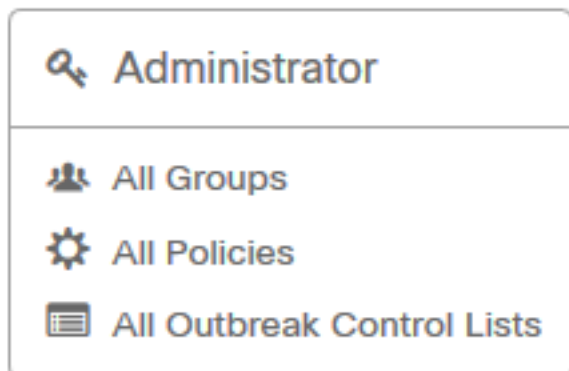 Administrator
All Groups
All Policies
All Outbreak Control Lists